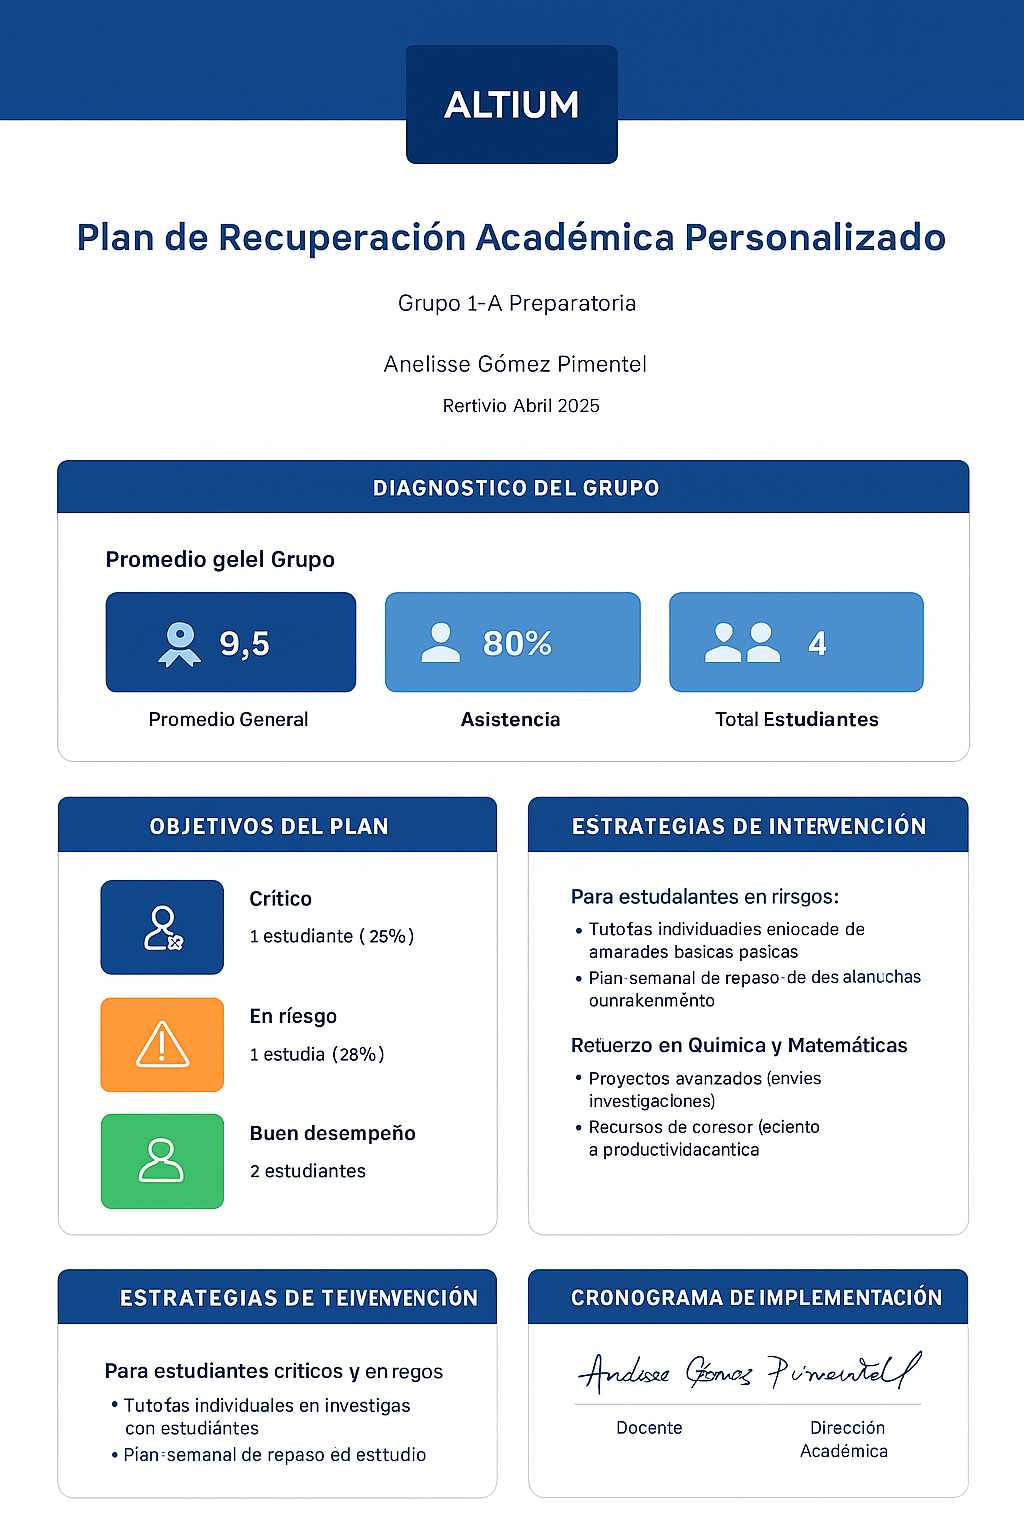 ALTIUM
Plan de Recuperación Académica Personalizado
Grupo 1-A Preparatoria
Anelisse Gómez Pimentel
Rertivio Abril 2025
DIAGNOSTICO DEL GRUPO
Promedio gelel Grupo
9,5
80%
4
Promedio General
Asistencia
Total Estudiantes
OBJETIVOS DEL PLAN
Crítico
1 estudiante ( 25%)
En ríesgo
1 estudia (28%)
Buen desempeño
2 estudiantes
ESTRATEGIAS DE INTERVENCIÓN
Para estudalantes en rirsgos:
• Tutofas individuadies eniocade de
amarades basicas pasicas
• Pian-semanal de repaso-de des alanuchas
ounrakenměnto
Retuerzo en Quimica y Matemáticas
• Proyectos avanzados (envies
investigaciones)
• Recursos de coresor (eciento
a productividacantica
ESTRATEGIAS DE TEIVENVENCIÓN
Para estudiantes criticos y en regos
• Tutofas individuales en investigas
con estudiántes
• Pian-semanal de repaso ed esttudio
CRONOGRAMA DE IMPLEMENTACIÓN
Andisee Gomas Pimentell
Docente
Dirección
Académica